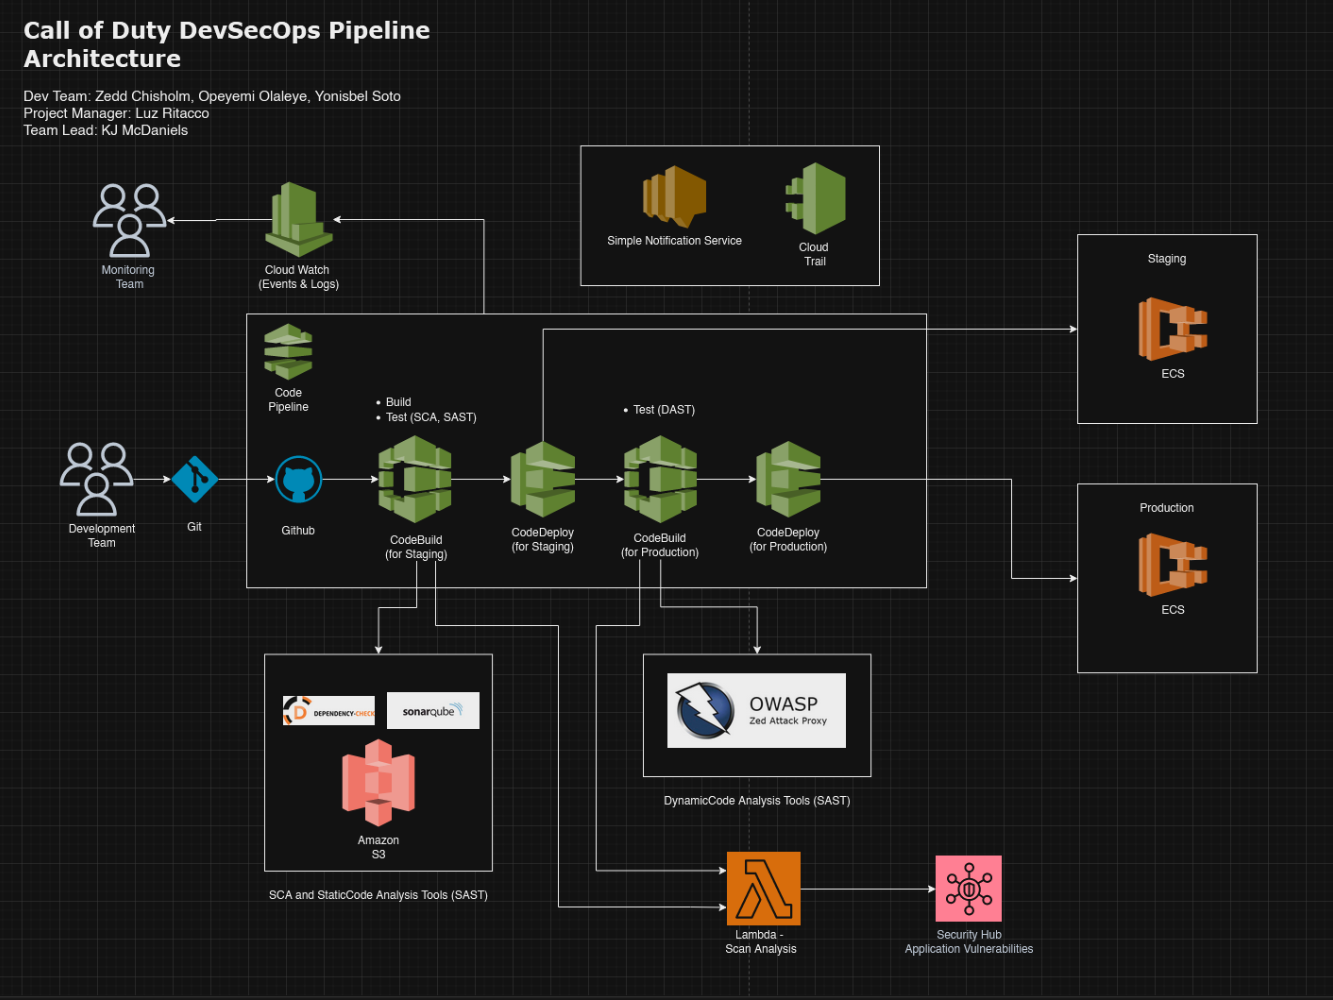 Call of Duty DevSecOps Pipeline
Architecture
Dev Team: Zedd Chisholm, Opeyemi Olaleye, Yonisbel Soto
Project Manager: Luz Ritacco
Team Lead: KJ McDaniels
Monitoring
Team
Cloud Watch
(Events & Logs)
Simple Notification Service
Cloud
Trail
Staging
ECS
Code
Pipeline
• Build
• Test (SCA, SAST)
• Test (DAST)
Development
Team
Git
Github
CodeBuild
(for Staging)
CodeDeploy
(for Staging)
CodeBuild
(for Production)
CodeDeploy
(for Production)
Production
ECS
D
DEPENDENCY-CHECK
sonarqube
Amazon
S3
SCA and StaticCode Analysis Tools (SAST)
OWASP
Zed Attack Proxy
DynamicCode Analysis Tools (SAST)
Lambda -
Scan Analysis
Security Hub
Application Vulnerabilities